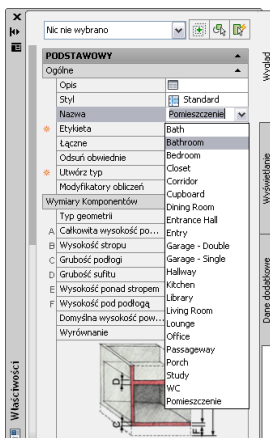 Nic nie wybrano
PODSTAWOWY
Ogólne
Opis
Styl Standard
Nazwa Pomieszczenie
Etykieta
Łączne
Odsuń obwiednie
Utwórz typ
Modyfikatory obliczeń
Wymiary Komponentów
Typ geometrii
A Całkowita wysokość po...
B Wysokość stropu
C Grubość podłogi
D Grubość sufitu
E Wysokość ponad stropem
F Wysokość pod podłogą
Domyślna wysokość pow...
Wyrównanie
Bath
Bathroom
Bedroom
Closet
Corridor
Cupboard
Dining Room
Entrance Hall
Entry
Garage - Double
Garage - Single
Hallway
Kitchen
Library
Living Room
Lounge
Office
Passageway
Porch
Study
WC
Pomieszczenie
D
C
F
Właściwości
Wygląd
Wyświetlanie
Dane dodatkowe